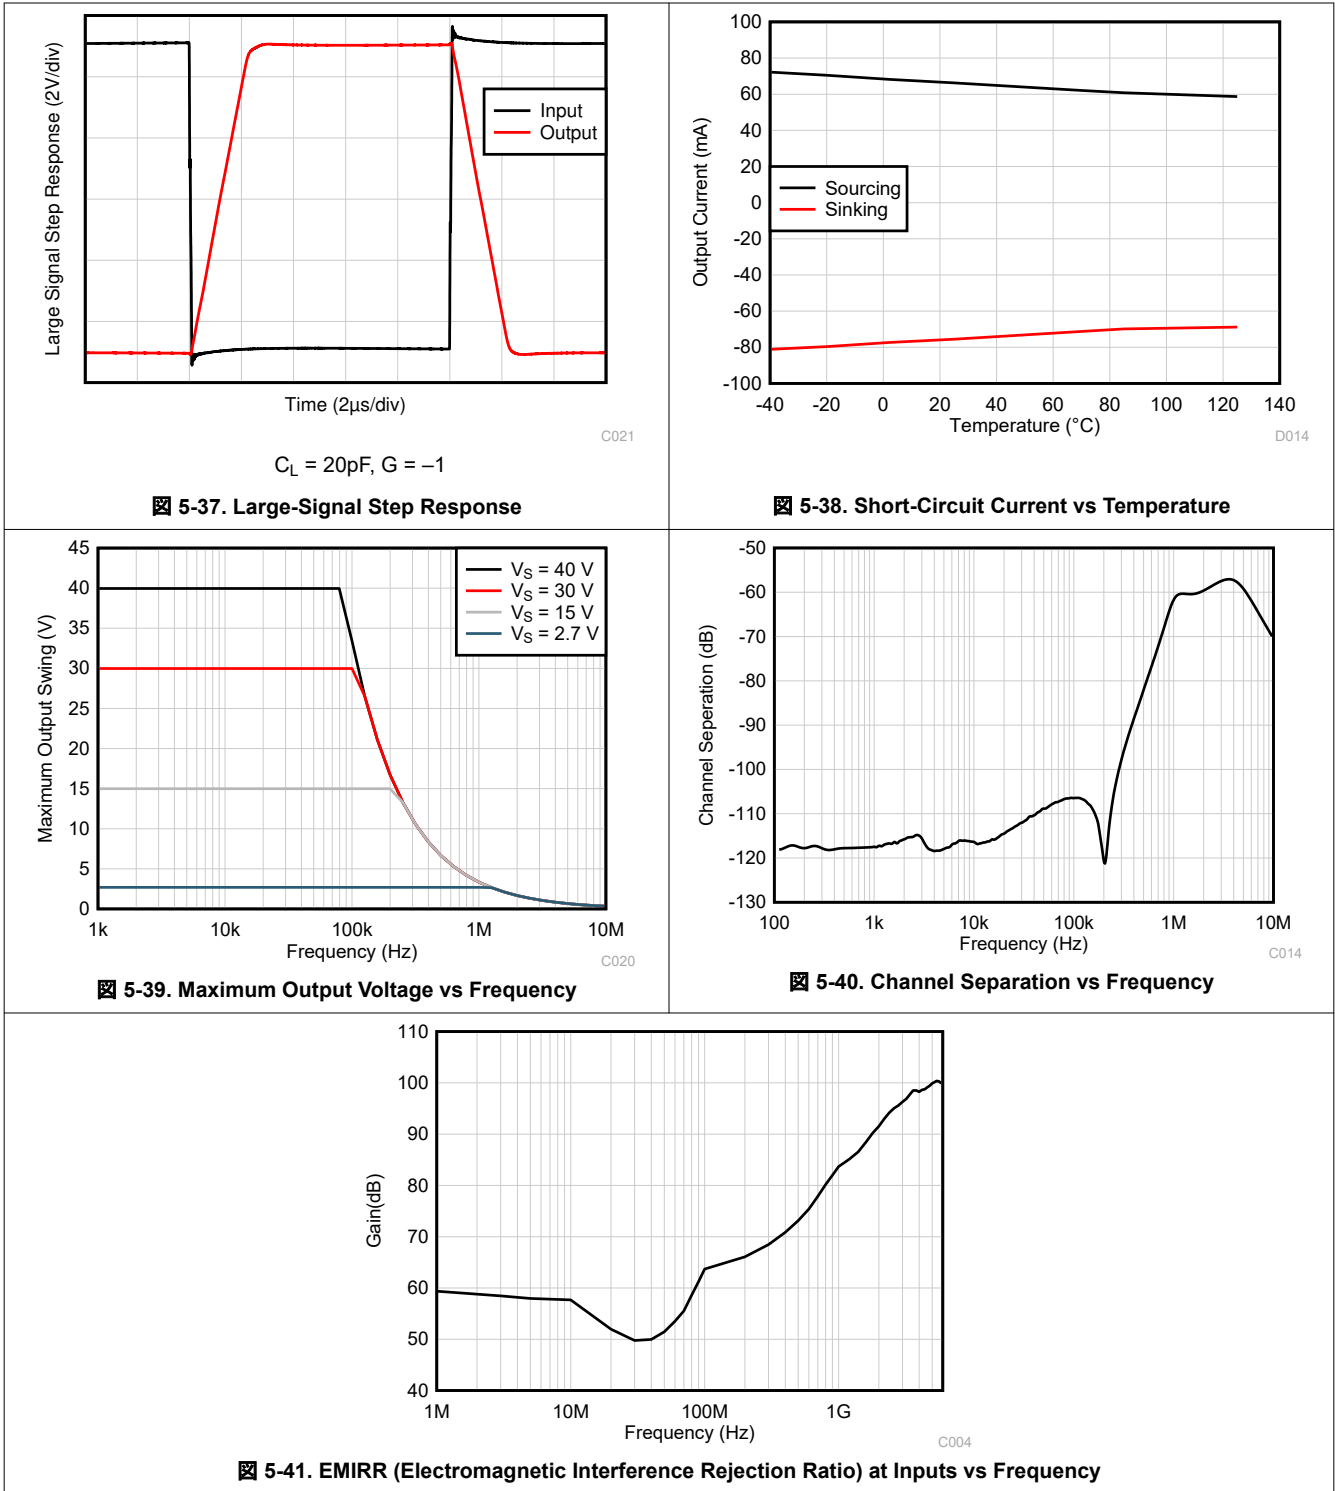 Large Signal Step Response (2V/div)
Input
Output
Time (2µs/div)
C021
CL = 20pF, G = –1
図 5-37. Large-Signal Step Response
Output Current (mA)
100
80
60
40
20
0
-20
-40
-60
-80
-100
Sourcing
Sinking
-40 -20 0 20 40 60 80 100 120 140
Temperature (°C)
D014
図 5-38. Short-Circuit Current vs Temperature
Maximum Output Swing (V)
45
40
35
30
25
20
15
10
5
0
VS = 40 V
VS = 30 V
VS = 15 V
VS = 2.7 V
1k 10k 100k 1M 10M
Frequency (Hz)
C020
図 5-39. Maximum Output Voltage vs Frequency
Channel Seperation (dB)
-50
-60
-70
-80
-90
-100
-110
-120
-130
100 1k 10k 100k 1M 10M
Frequency (Hz)
C014
図 5-40. Channel Separation vs Frequency
Gain(dB)
110
100
90
80
70
60
50
40
1M 10M 100M 1G
Frequency (Hz)
C004
図 5-41. EMIRR (Electromagnetic Interference Rejection Ratio) at Inputs vs Frequency